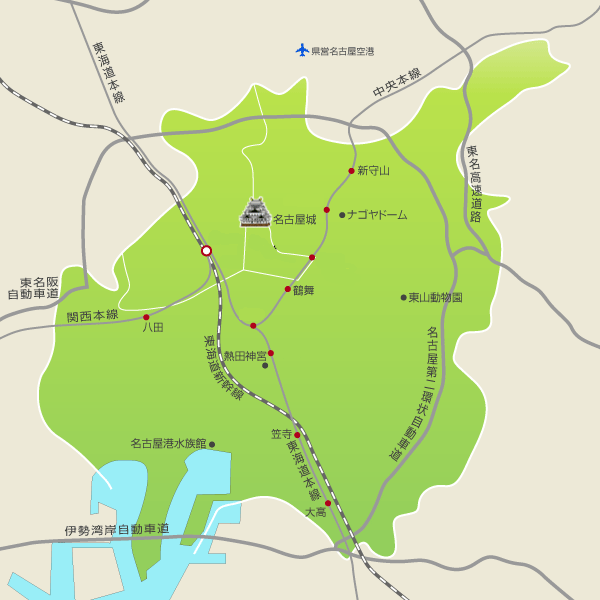 県営名古屋空港
東海道本線
中央本線
東名高速道路
新守山
ナゴヤドーム
名古屋城
東名阪
自動車道
関西本線
八田
鶴舞
東山動物園
熱田神宮
東海道新幹線
名古屋第二環状自動車道
笠寺
名古屋港水族館
東海道本線
大高
伊勢湾岸自動車道